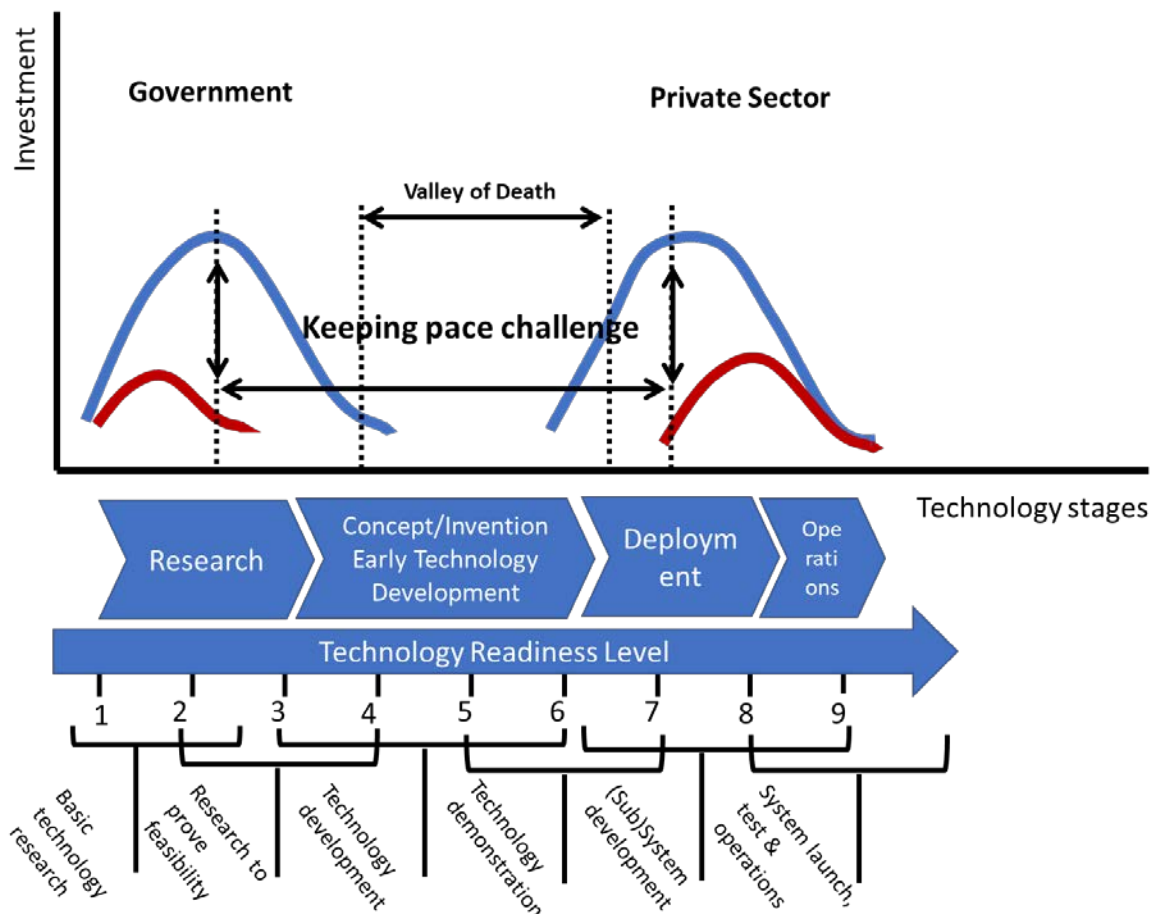 Investment
Government
Private Sector
Valley of Death
Keeping pace challenge
Technology stages
Research
Concept/Invention
Early Technology
Development
Deploym
ent
Ope
rati
ons
Technology Readiness Level
1 2 3 4 5 6 7 8 9
Basic
technology
research
Research to
prove
feasibility
Technology
development
Technology
demonstration
(Sub)System
development
System launch,
test &
operations